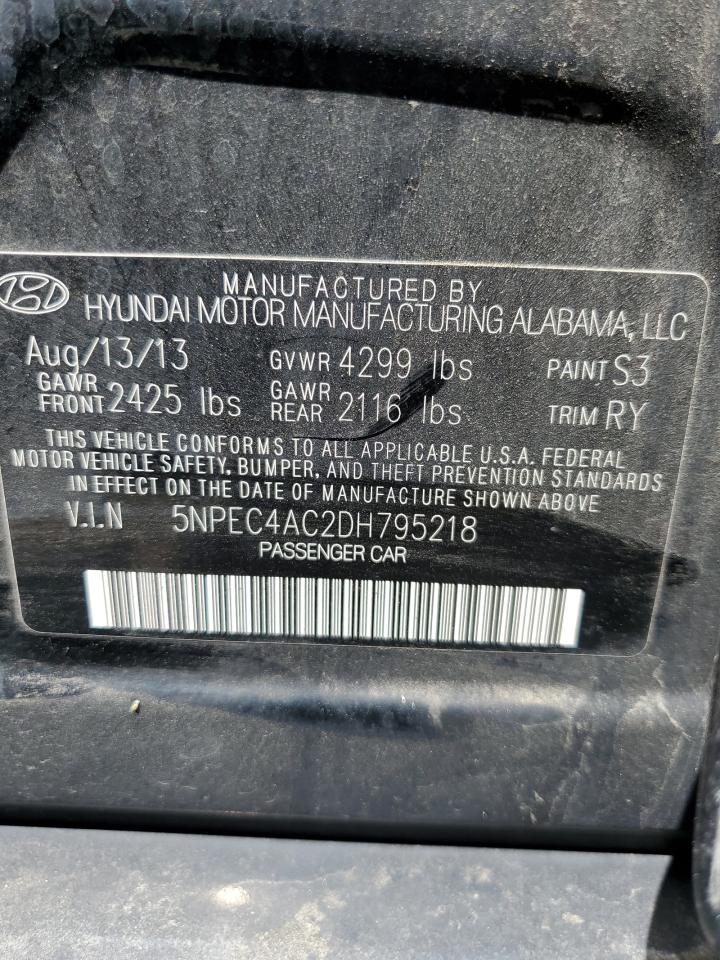 MANUFACTURED BY
HYUNDAI MOTOR MANUFACTURING ALABAMA, LLC
Aug/13/13 GVWR 4299 lbs PAINT S3
GAWR FRONT 2425 lbs GAWR REAR 2116 lbs TRIM RY
THIS VEHICLE CONFORMS TO ALL APPLICABLE U.S.A. FEDERAL
MOTOR VEHICLE SAFETY, BUMPER, AND THEFT PREVENTION STANDARDS
IN EFFECT ON THE DATE OF MANUFACTURE SHOWN ABOVE
V.I.N 5NPEC4AC2DH795218
PASSENGER CAR